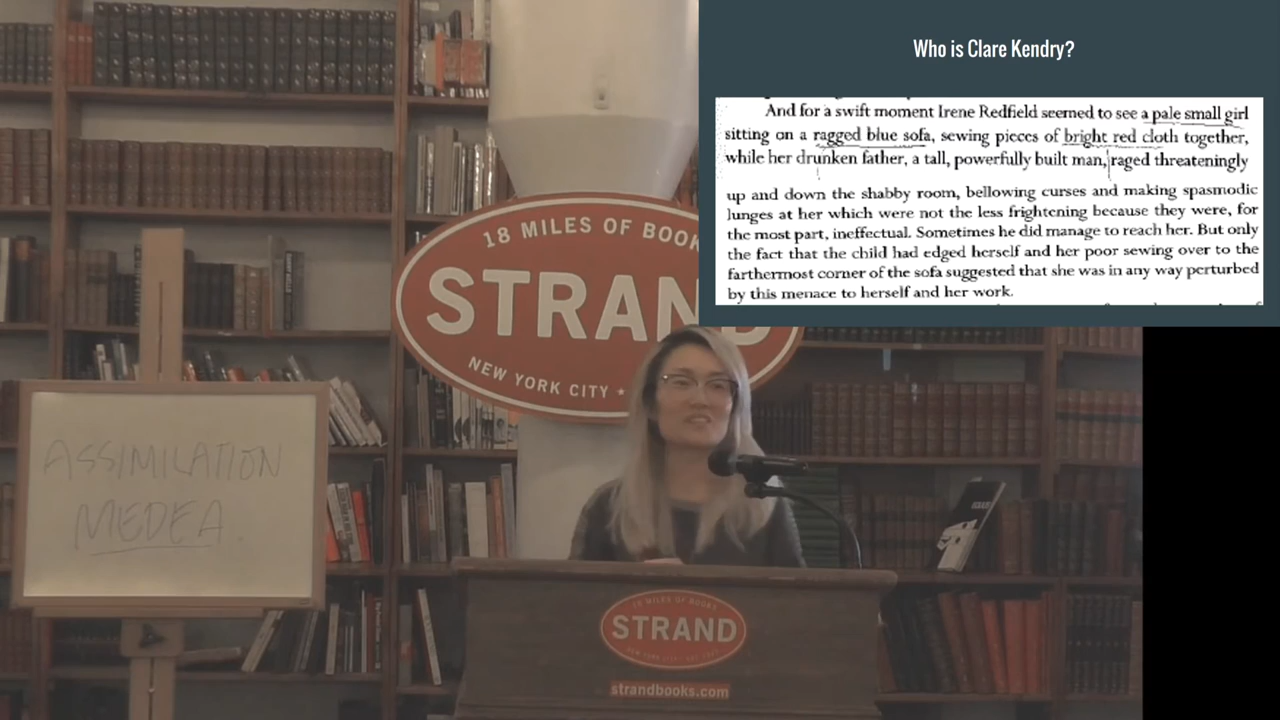 Who is Clare Kendry?
And for a swift moment Irene Redfield seemed to see a pale small girl
sitting on a ragged blue sofa, sewing pieces of bright red cloth together,
while her drunken father, a tall, powerfully built man, raged threateningly
up and down the shabby room, bellowing curses and making spasmodic
lunges at her which were not the less frightening because they were, for
the most part, ineffectual. Sometimes he did manage to reach her. But only
the fact that the child had edged herself and her poor sewing over to the
farthermost corner of the sofa suggested that she was in any way perturbed
by this menace to herself and her work.
18 MILES OF BOOK
STRAND
NEW YORK CITY
ASSIMILATION
MEDEA
18 MILES OF BOOKS
STRAND
strandbooks.com